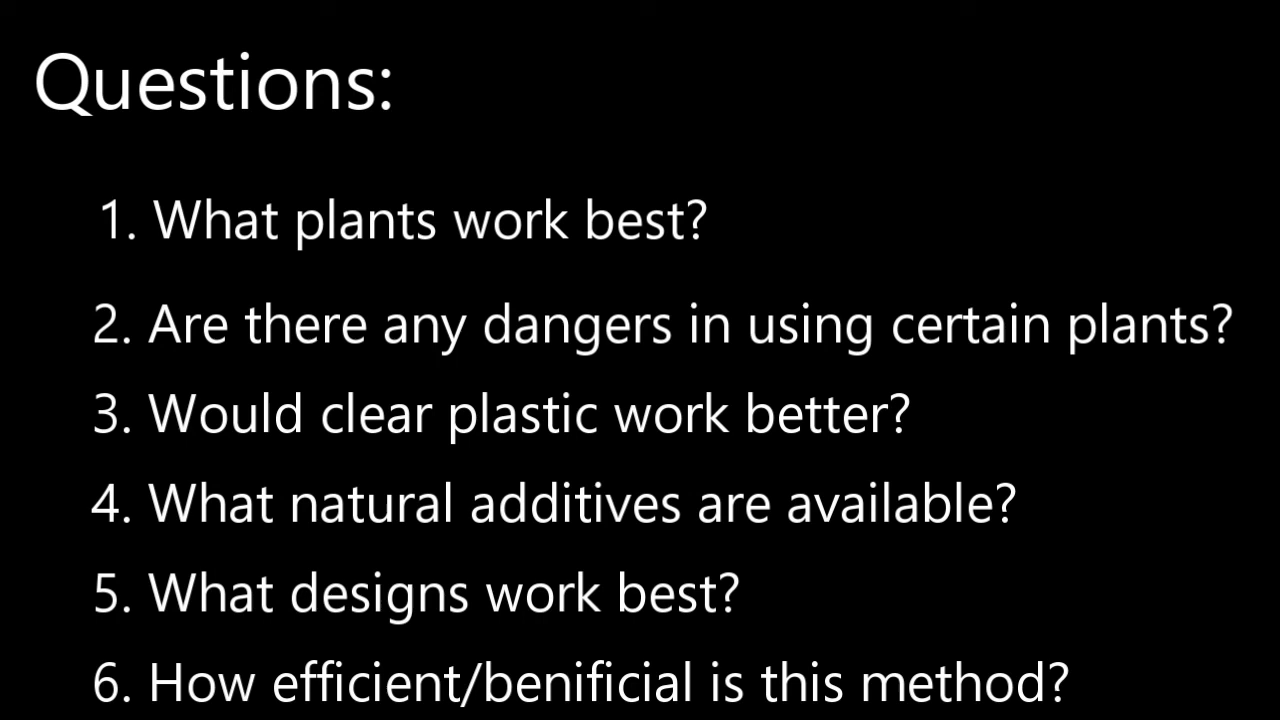 Questions:
1. What plants work best?
2. Are there any dangers in using certain plants?
3. Would clear plastic work better?
4. What natural additives are available?
5. What designs work best?
6. How efficient/benificial is this method?